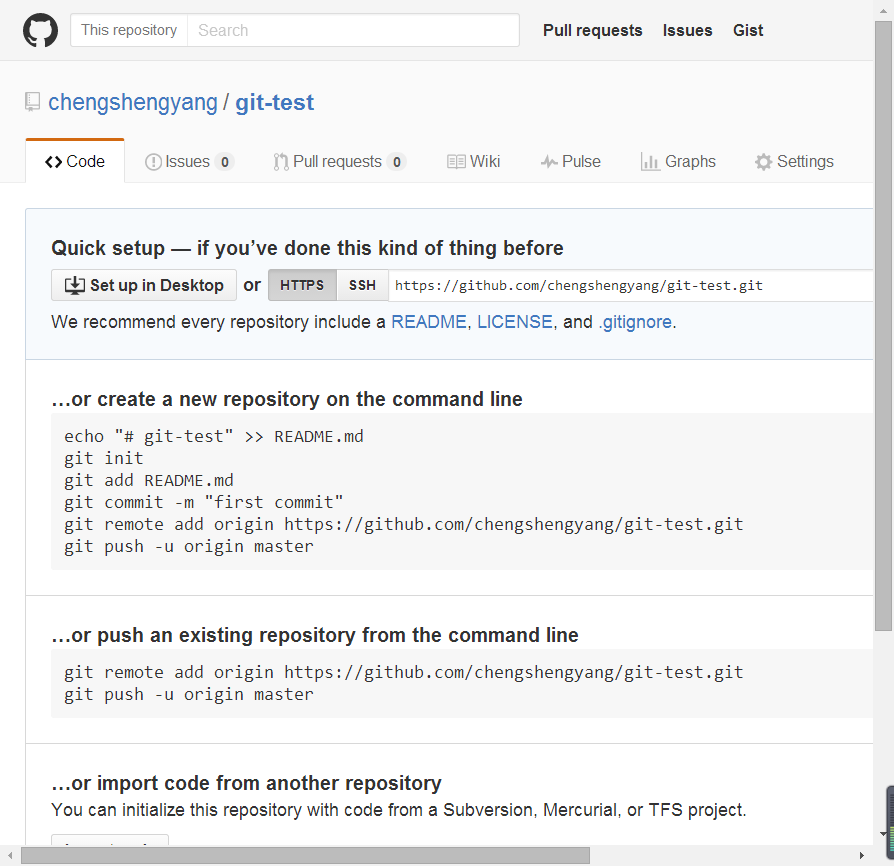 This repository Search Pull requests Issues Gist
chengshengyang / git-test
Code Issues 0 Pull requests 0 Wiki Pulse Graphs Settings
Quick setup — if you’ve done this kind of thing before
Set up in Desktop or HTTPS SSH https://github.com/chengshengyang/git-test.git
We recommend every repository include a README, LICENSE, and .gitignore.
…or create a new repository on the command line
echo "# git-test" >> README.md
git init
git add README.md
git commit -m "first commit"
git remote add origin https://github.com/chengshengyang/git-test.git
git push -u origin master
…or push an existing repository from the command line
git remote add origin https://github.com/chengshengyang/git-test.git
git push -u origin master
…or import code from another repository
You can initialize this repository with code from a Subversion, Mercurial, or TFS project.